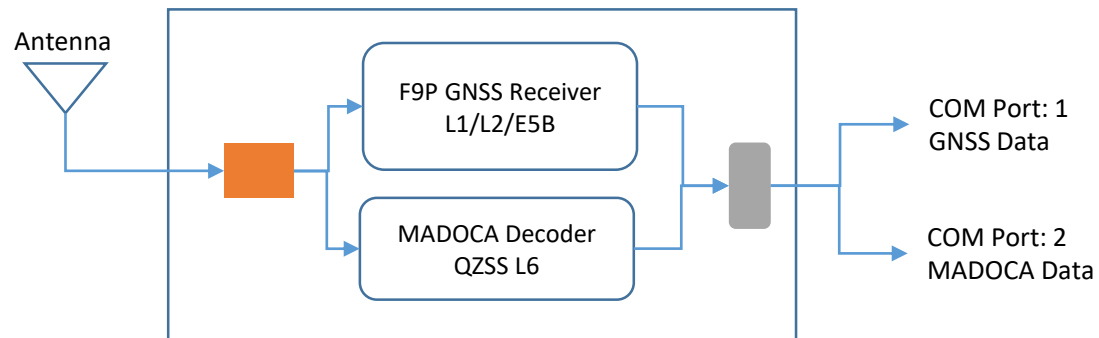 Antenna
F9P GNSS Receiver
L1/L2/E5B
MADOCA Decoder
QZSS L6
COM Port: 1
GNSS Data
COM Port: 2
MADOCA Data